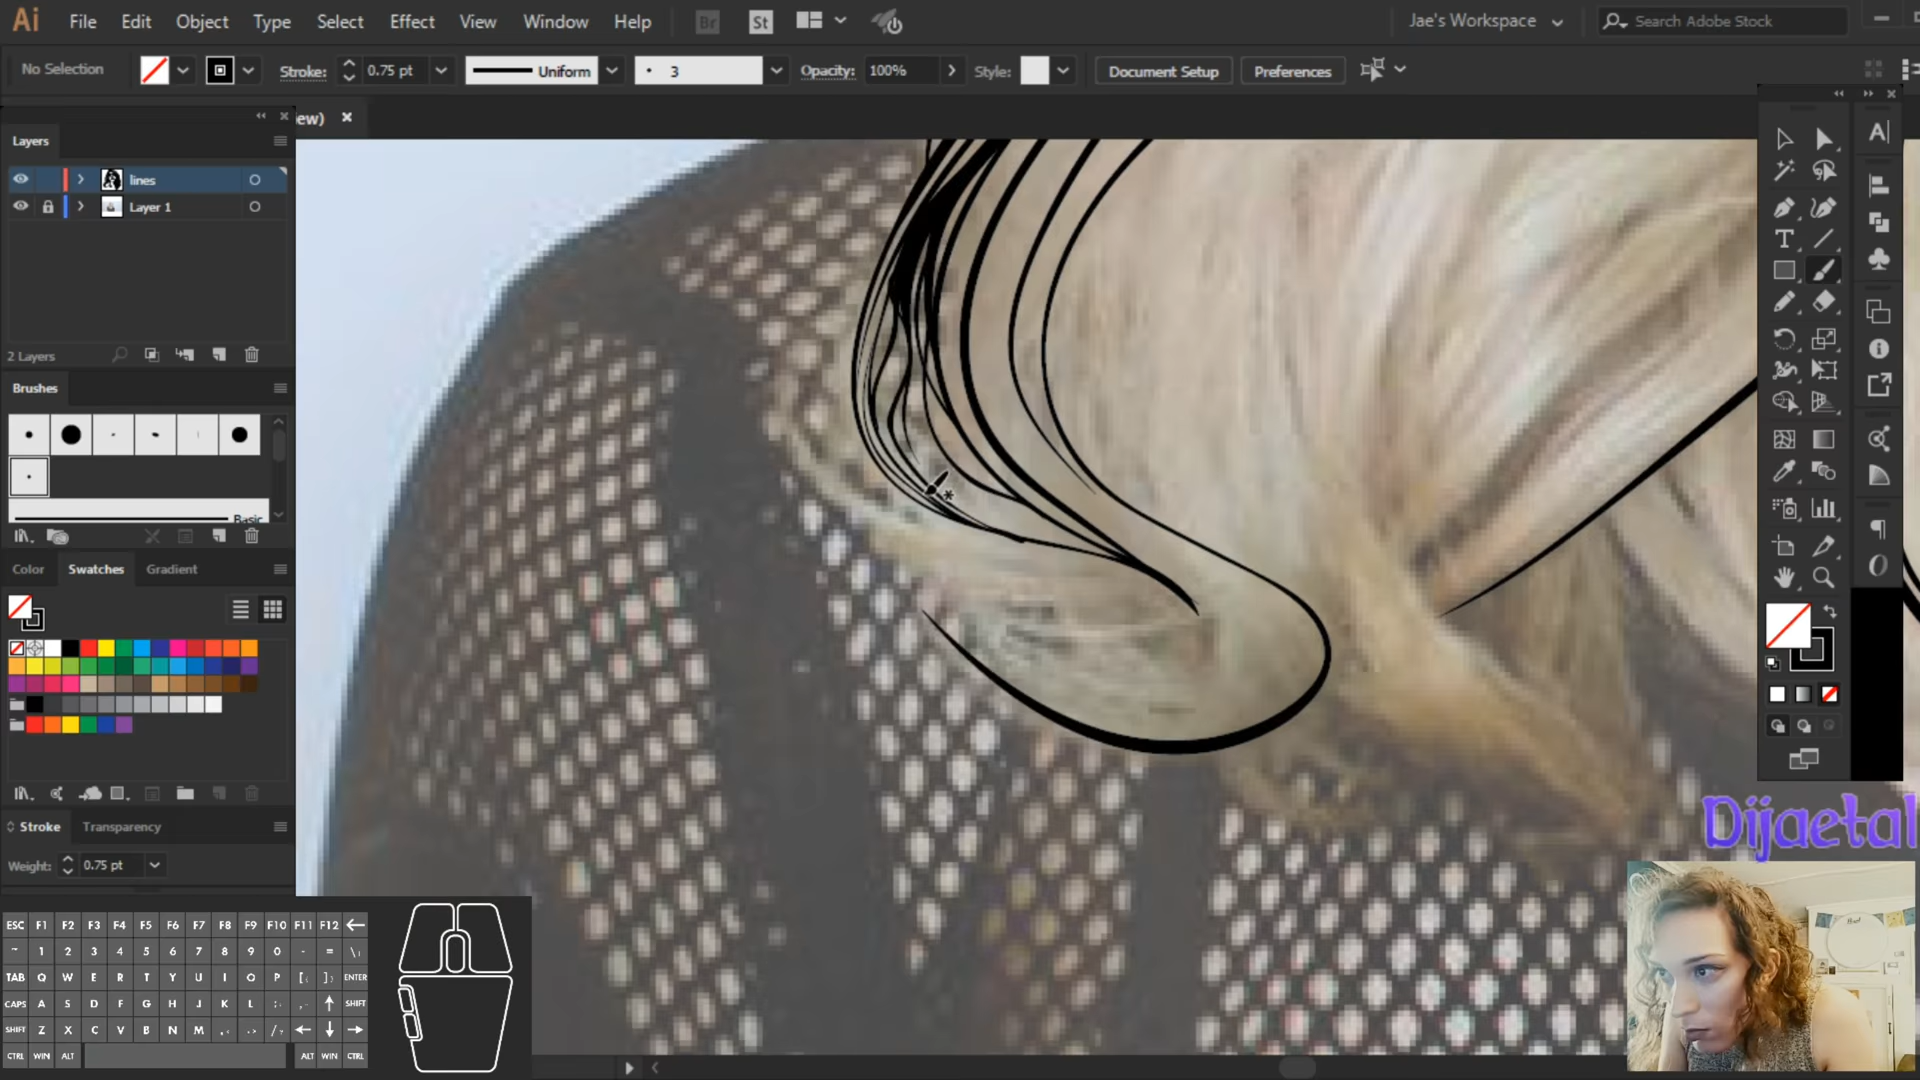 Ai File Edit Object Type Select Effect View Window Help Br St Jae's Workspace Search Adobe Stock
No Selection Stroke: 0.75 pt Uniform 3 Opacity: 100% Style: Document Setup Preferences
ew)
Layers
lines
Layer 1
2 Layers
Brushes
Basic
Color Swatches Gradient
Stroke Transparency
Weight: 0.75 pt
ESC F1 F2 F3 F4 F5 F6 F7 F8 F9 F10 F11 F12
~ 1 2 3 4 5 6 7 8 9 0 - = \
TAB Q W E R T Y U I O P [ ] ENTER
CAPS A S D F G H J K L ; , SHIFT
SHIFT Z X C V B N M , . /
CTRL WIN ALT ALT WIN CTRL
Dijaetal